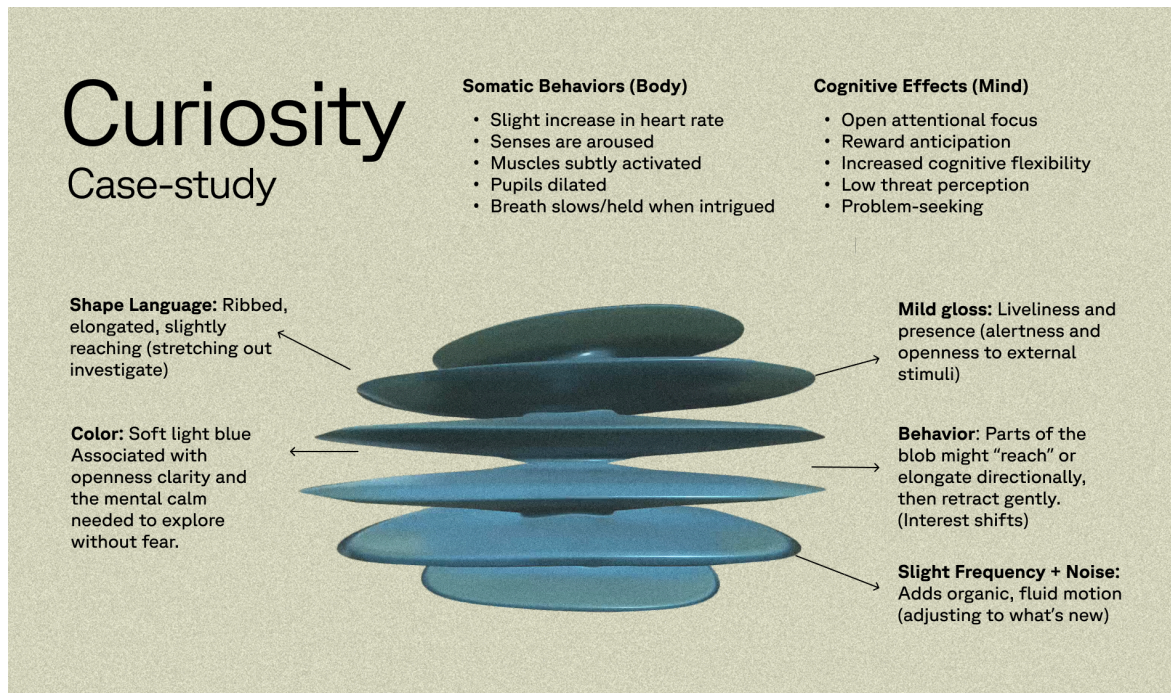 Curiosity
Case-study
Somatic Behaviors (Body)
• Slight increase in heart rate
• Senses are aroused
• Muscles subtly activated
• Pupils dilated
• Breath slows/held when intrigued
Cognitive Effects (Mind)
• Open attentional focus
• Reward anticipation
• Increased cognitive flexibility
• Low threat perception
• Problem-seeking
Shape Language: Ribbed,
elongated, slightly
reaching (stretching out
investigate)
Color: Soft light blue
Associated with
openness clarity and
the mental calm
needed to explore
without fear.
Mild gloss: Liveliness and
presence (alertness and
openness to external
stimuli)
Behavior: Parts of the
blob might “reach” or
elongate directionally,
then retract gently.
(Interest shifts)
Slight Frequency + Noise:
Adds organic, fluid motion
(adjusting to what's new)